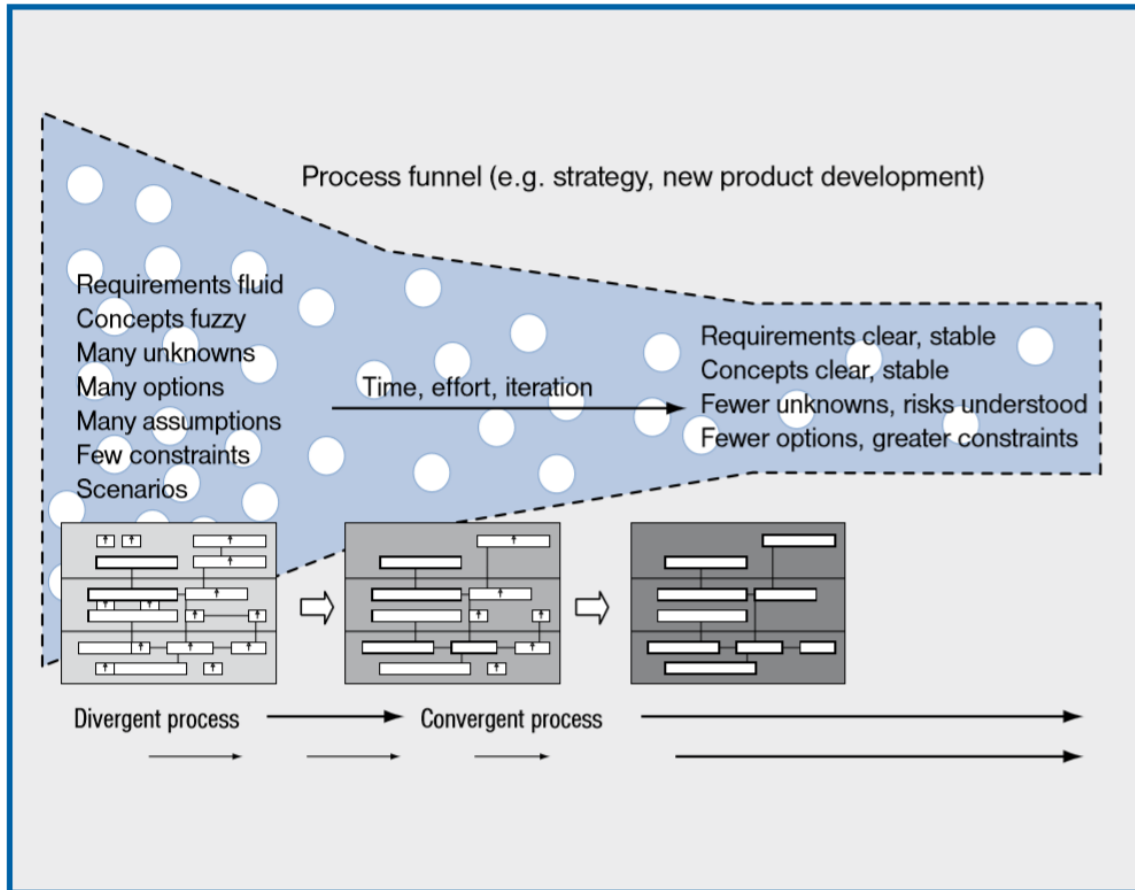 Process funnel (e.g. strategy, new product development)
Requirements fluid
Concepts fuzzy
Many unknowns
Many options
Many assumptions
Few constraints
Scenarios
Time, effort, iteration
Requirements clear, stable
Concepts clear, stable
Fewer unknowns, risks understood
Fewer options, greater constraints
Divergent process
Convergent process